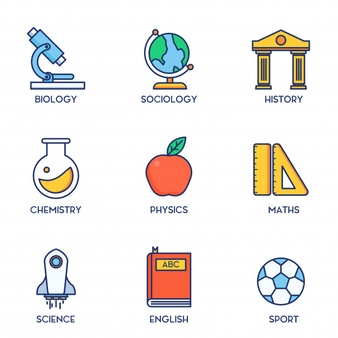 BIOLOGY
SOCIOLOGY
HISTORY
CHEMISTRY
PHYSICS
MATHS
SCIENCE
ABC
ENGLISH
SPORT